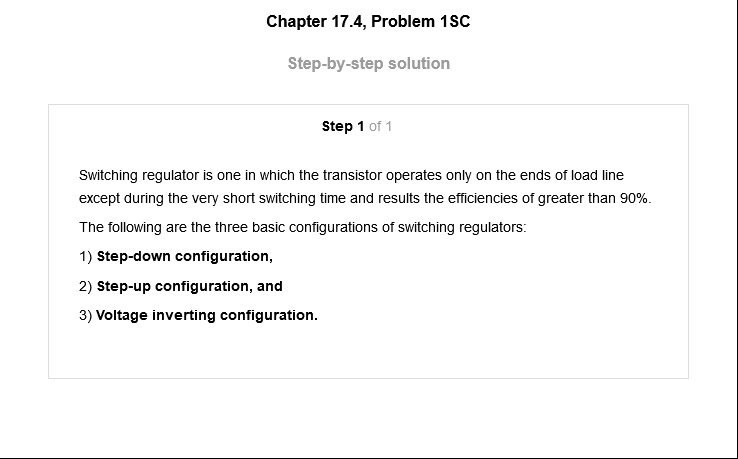 Chapter 17.4, Problem 1SC
Step-by-step solution
Step 1 of 1
Switching regulator is one in which the transistor operates only on the ends of load line
except during the very short switching time and results the efficiencies of greater than 90%.
The following are the three basic configurations of switching regulators:
1) Step-down configuration,
2) Step-up configuration, and
3) Voltage inverting configuration.